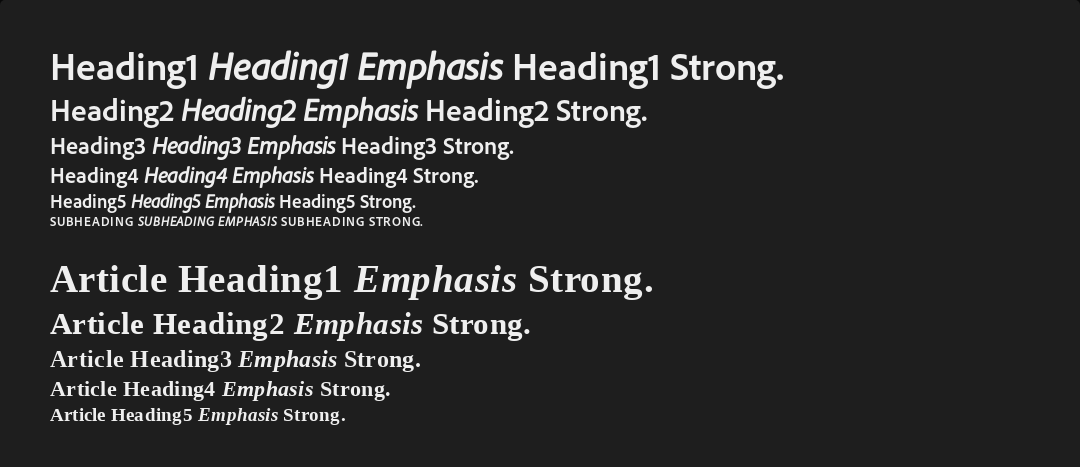 Heading1 Heading1 Emphasis Heading1 Strong.
Heading2 Heading2 Emphasis Heading2 Strong.
Heading3 Heading3 Emphasis Heading3 Strong.
Heading4 Heading4 Emphasis Heading4 Strong.
Heading5 Heading5 Emphasis Heading5 Strong.
SUBHEADING SUBHEADING EMPHASIS SUBHEADING STRONG.
Article Heading1 Emphasis Strong.
Article Heading2 Emphasis Strong.
Article Heading3 Emphasis Strong.
Article Heading4 Emphasis Strong.
Article Heading5 Emphasis Strong.